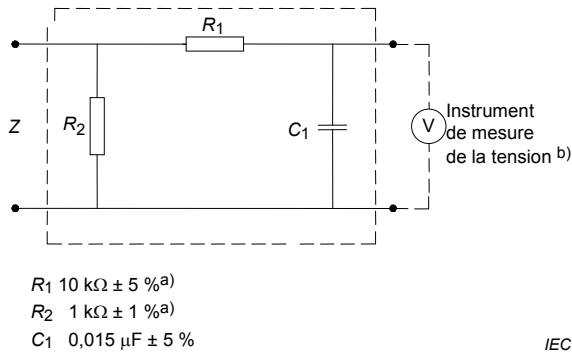 R1
Z
R2
C1
V
Instrument
de mesure
de la tension b)
R1 10 kΩ ± 5 %a)
R2 1 kΩ ± 1 %a)
C1 0,015 μF ± 5 %
IEC